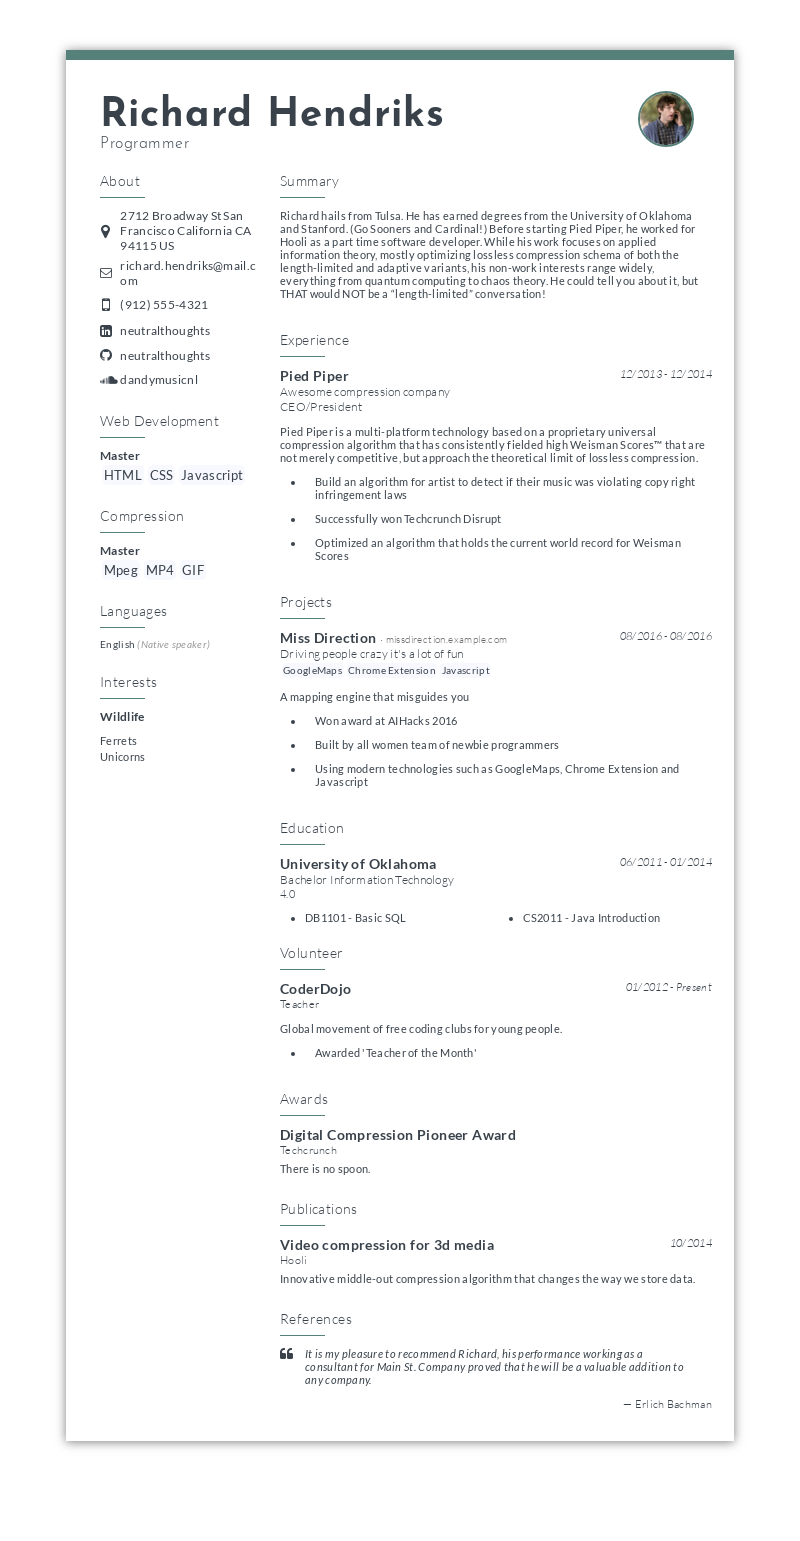 Richard Hendriks
Programmer
About
2712 Broadway St San
Francisco California CA
94115 US
richard.hendriks@mail.c
om
(912) 555-4321
neutralthoughts
neutralthoughts
dandymusicnl
Web Development
Master
HTML CSS Javascript
Compression
Master
Mpeg MP4 GIF
Languages
English (Native speaker)
Interests
Wildlife
Ferrets
Unicorns
Summary
Richard hails from Tulsa. He has earned degrees from the University of Oklahoma
and Stanford. (Go Sooners and Cardinal!) Before starting Pied Piper, he worked for
Hooli as a part time software developer. While his work focuses on applied
information theory, mostly optimizing lossless compression schema of both the
length-limited and adaptive variants, his non-work interests range widely,
everything from quantum computing to chaos theory. He could tell you about it, but
THAT would NOT be a “length-limited” conversation!
Experience
Pied Piper 12/2013 - 12/2014
Awesome compression company
CEO/President
Pied Piper is a multi-platform technology based on a proprietary universal
compression algorithm that has consistently fielded high Weisman Scores™ that are
not merely competitive, but approach the theoretical limit of lossless compression.
• Build an algorithm for artist to detect if their music was violating copy right
infringement laws
• Successfully won Techcrunch Disrupt
• Optimized an algorithm that holds the current world record for Weisman
Scores
Projects
Miss Direction · missdirection.example.com 08/2016 - 08/2016
Driving people crazy it's a lot of fun
GoogleMaps Chrome Extension Javascript
A mapping engine that misguides you
• Won award at AIHacks 2016
• Built by all women team of newbie programmers
• Using modern technologies such as GoogleMaps, Chrome Extension and
Javascript
Education
University of Oklahoma 06/2011 - 01/2014
Bachelor Information Technology
4.0
• DB1101 - Basic SQL • CS2011 - Java Introduction
Volunteer
CoderDojo 01/2012 - Present
Teacher
Global movement of free coding clubs for young people.
• Awarded 'Teacher of the Month'
Awards
Digital Compression Pioneer Award
Techcrunch
There is no spoon.
Publications
Video compression for 3d media 10/2014
Hooli
Innovative middle-out compression algorithm that changes the way we store data.
References
It is my pleasure to recommend Richard, his performance working as a
consultant for Main St. Company proved that he will be a valuable addition to
any company.
— Erlich Bachman